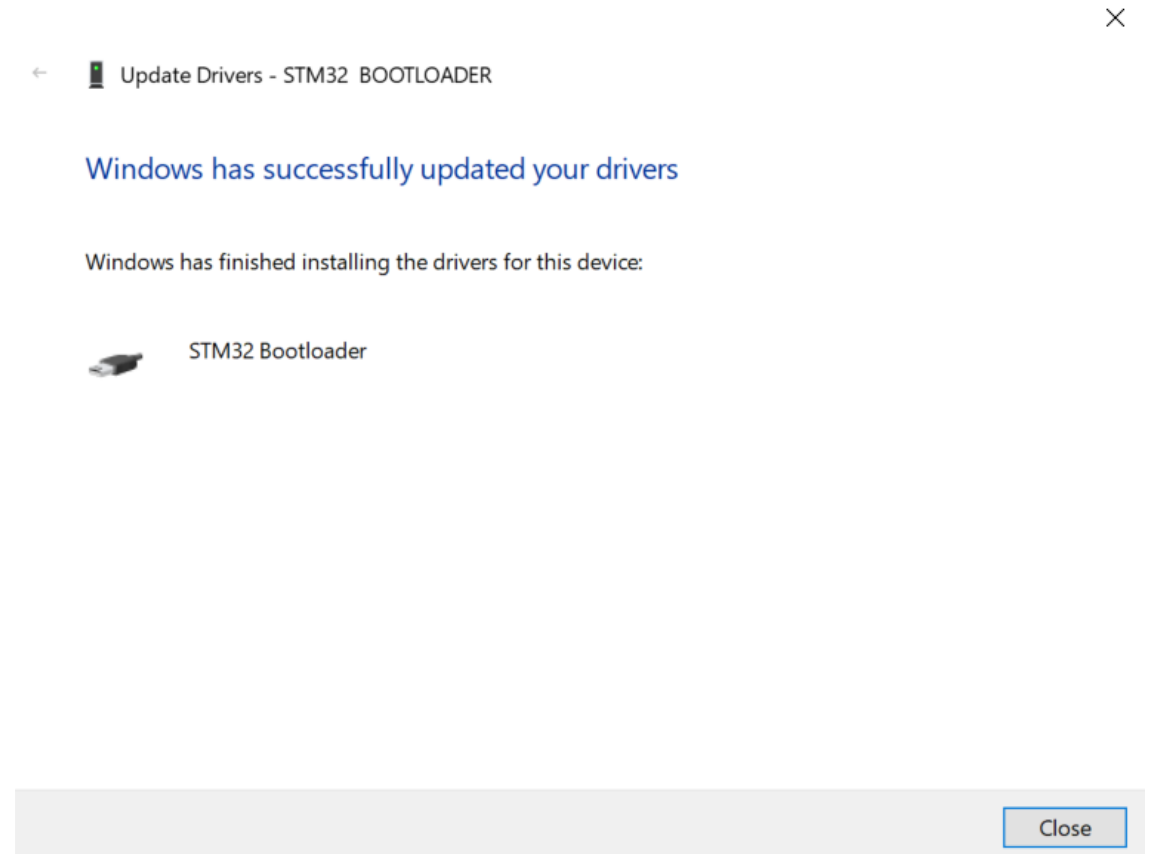 Update Drivers - STM32  BOOTLOADER
Windows has successfully updated your drivers
Windows has finished installing the drivers for this device:
STM32 Bootloader
Close